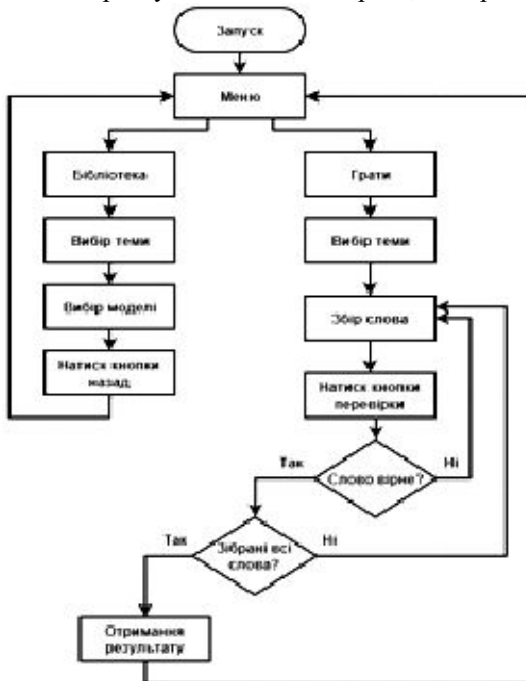 Запуск
Меню
Бібліотека
Грати
Вибір теми
Вибір теми
Вибір моделі
Збір слова
Натиск кнопки
назад
Натиск кнопки
перевірки
Так
Ні
Слово вірне?
Так
Ні
Зібрані всі
слова?
Отримання
результату